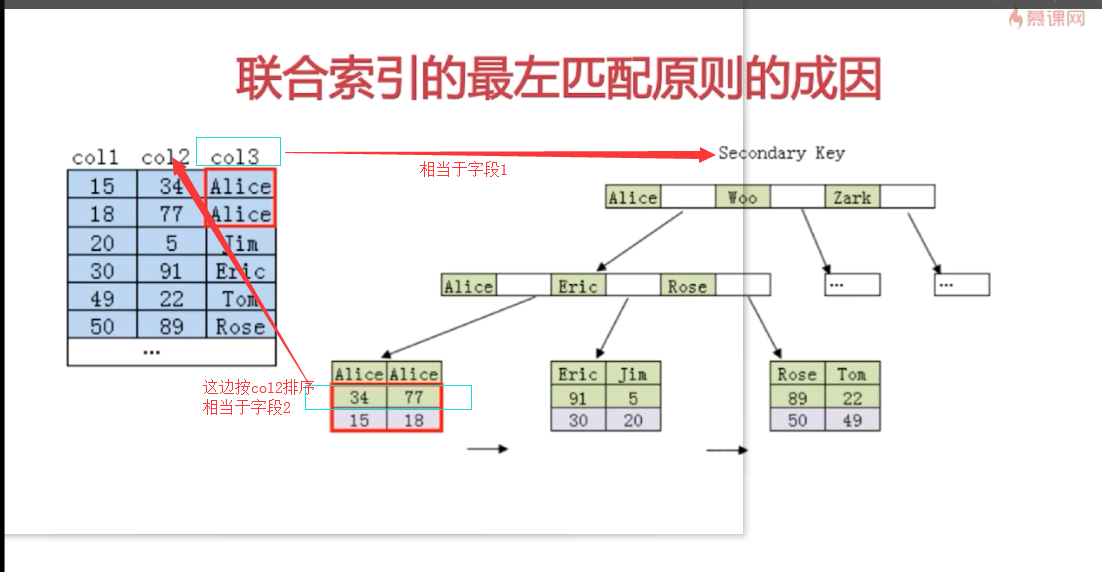 慕课网
联合索引的最左匹配原则的成因
col1 col2 col3
相当于字段1
Secondary Key
15 34 Alice
18 77 Alice
20 5 Jim
30 91 Eric
49 22 Tom
50 89 Rose
...
Alice Woo Zark
Alice Eric Rose
... ...
这边按col2排序
相当于字段2
Alice Alice
34 77
15 18
Eric Jim
91 5
30 20
Rose Tom
89 22
50 49